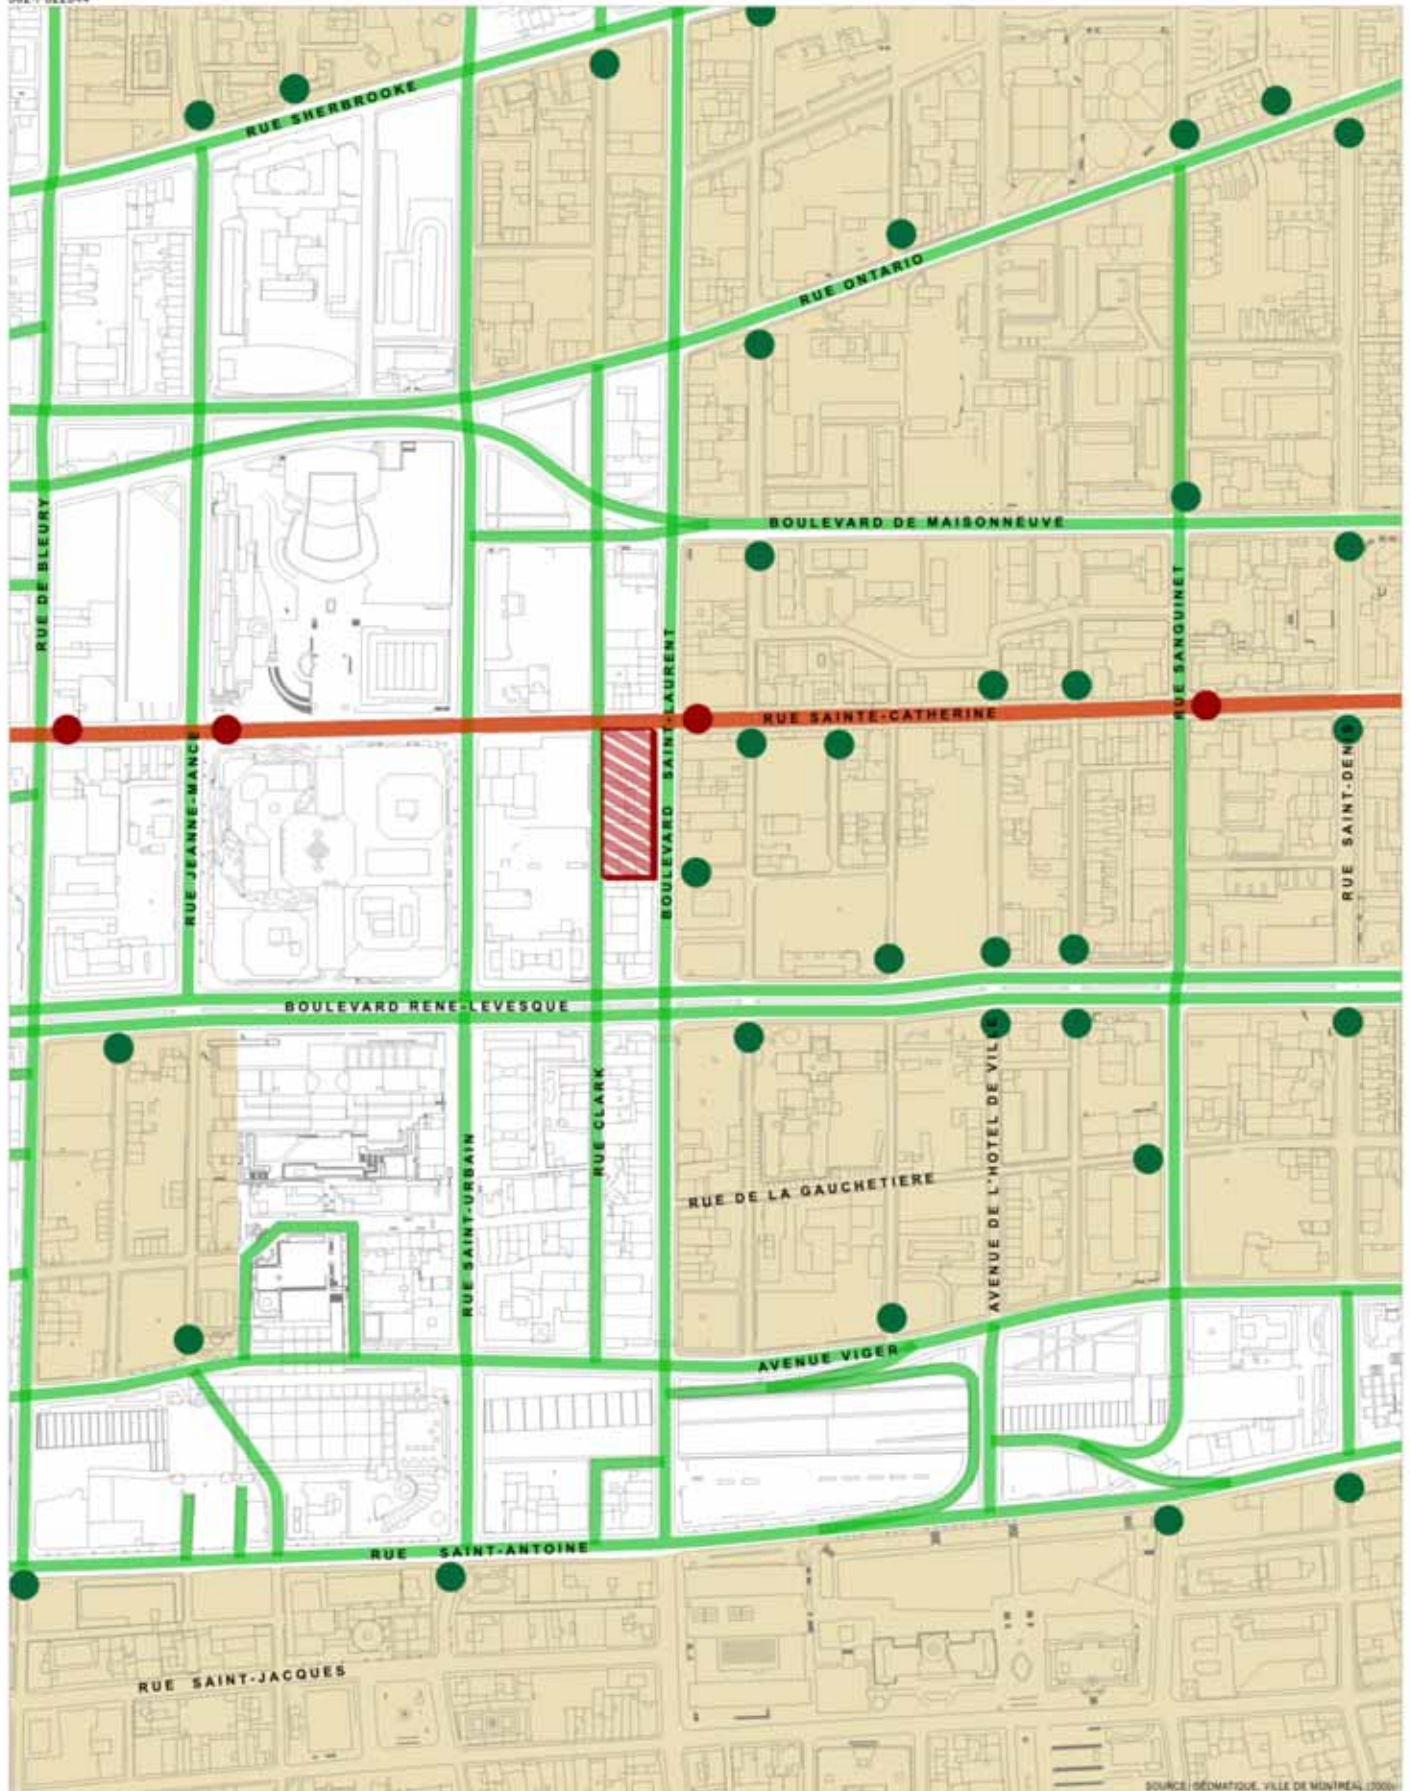 RUE SHERBROOKE
RUE ONTARIO
BOULEVARD DE MAISONNEUVE
RUE DE BLEURY
RUE SANGUINET
BOULEVARD SAINT-LAURENT
RUE SAINTE-CATHERINE
RUE JEANNE-MANCE
RUE SAINT-DENIS
BOULEVARD RENE-LEVESQUE
RUE CLARK
AVENUE DE L'HOTEL DE VILLE
RUE SAINT-URBAIN
RUE DE LA GAUCHETIERE
AVENUE VIGER
RUE SAINT-ANTOINE
RUE SAINT-JACQUES
SOURCE: GÉOMATIQUE, VILLE DE MONTRÉAL